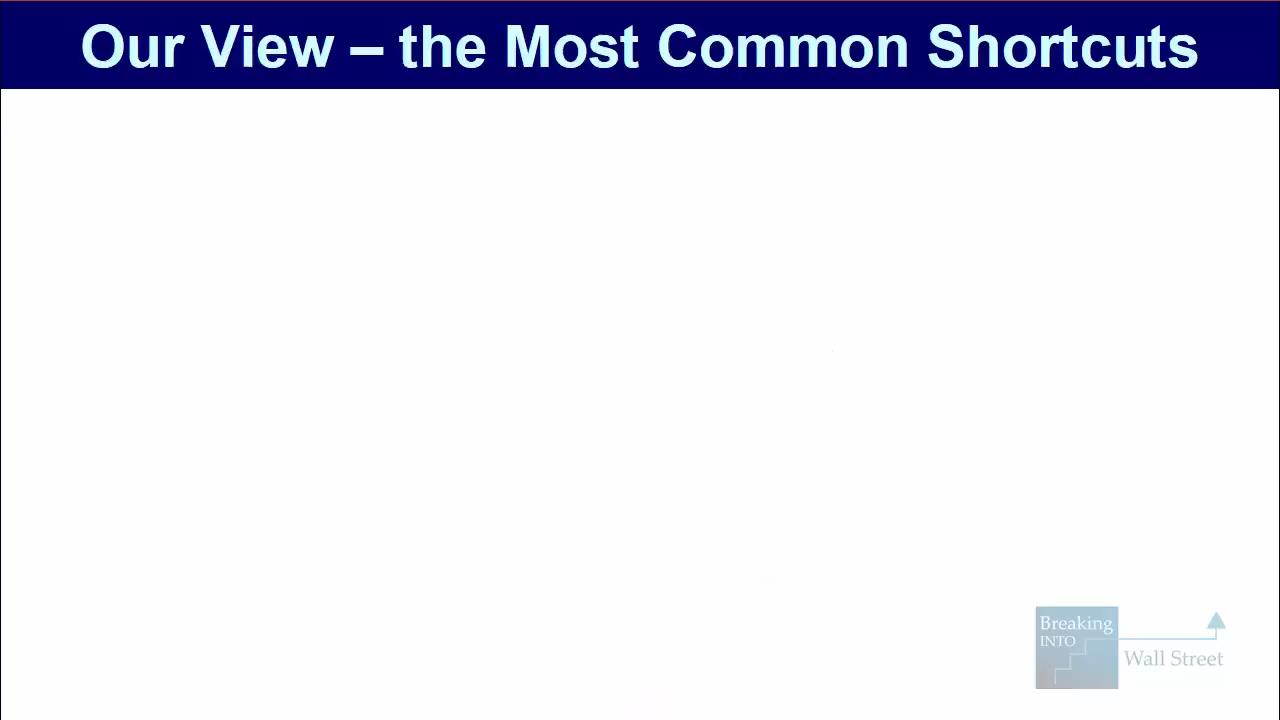 Our View – the Most Common Shortcuts
Breaking
INTO
Wall Street